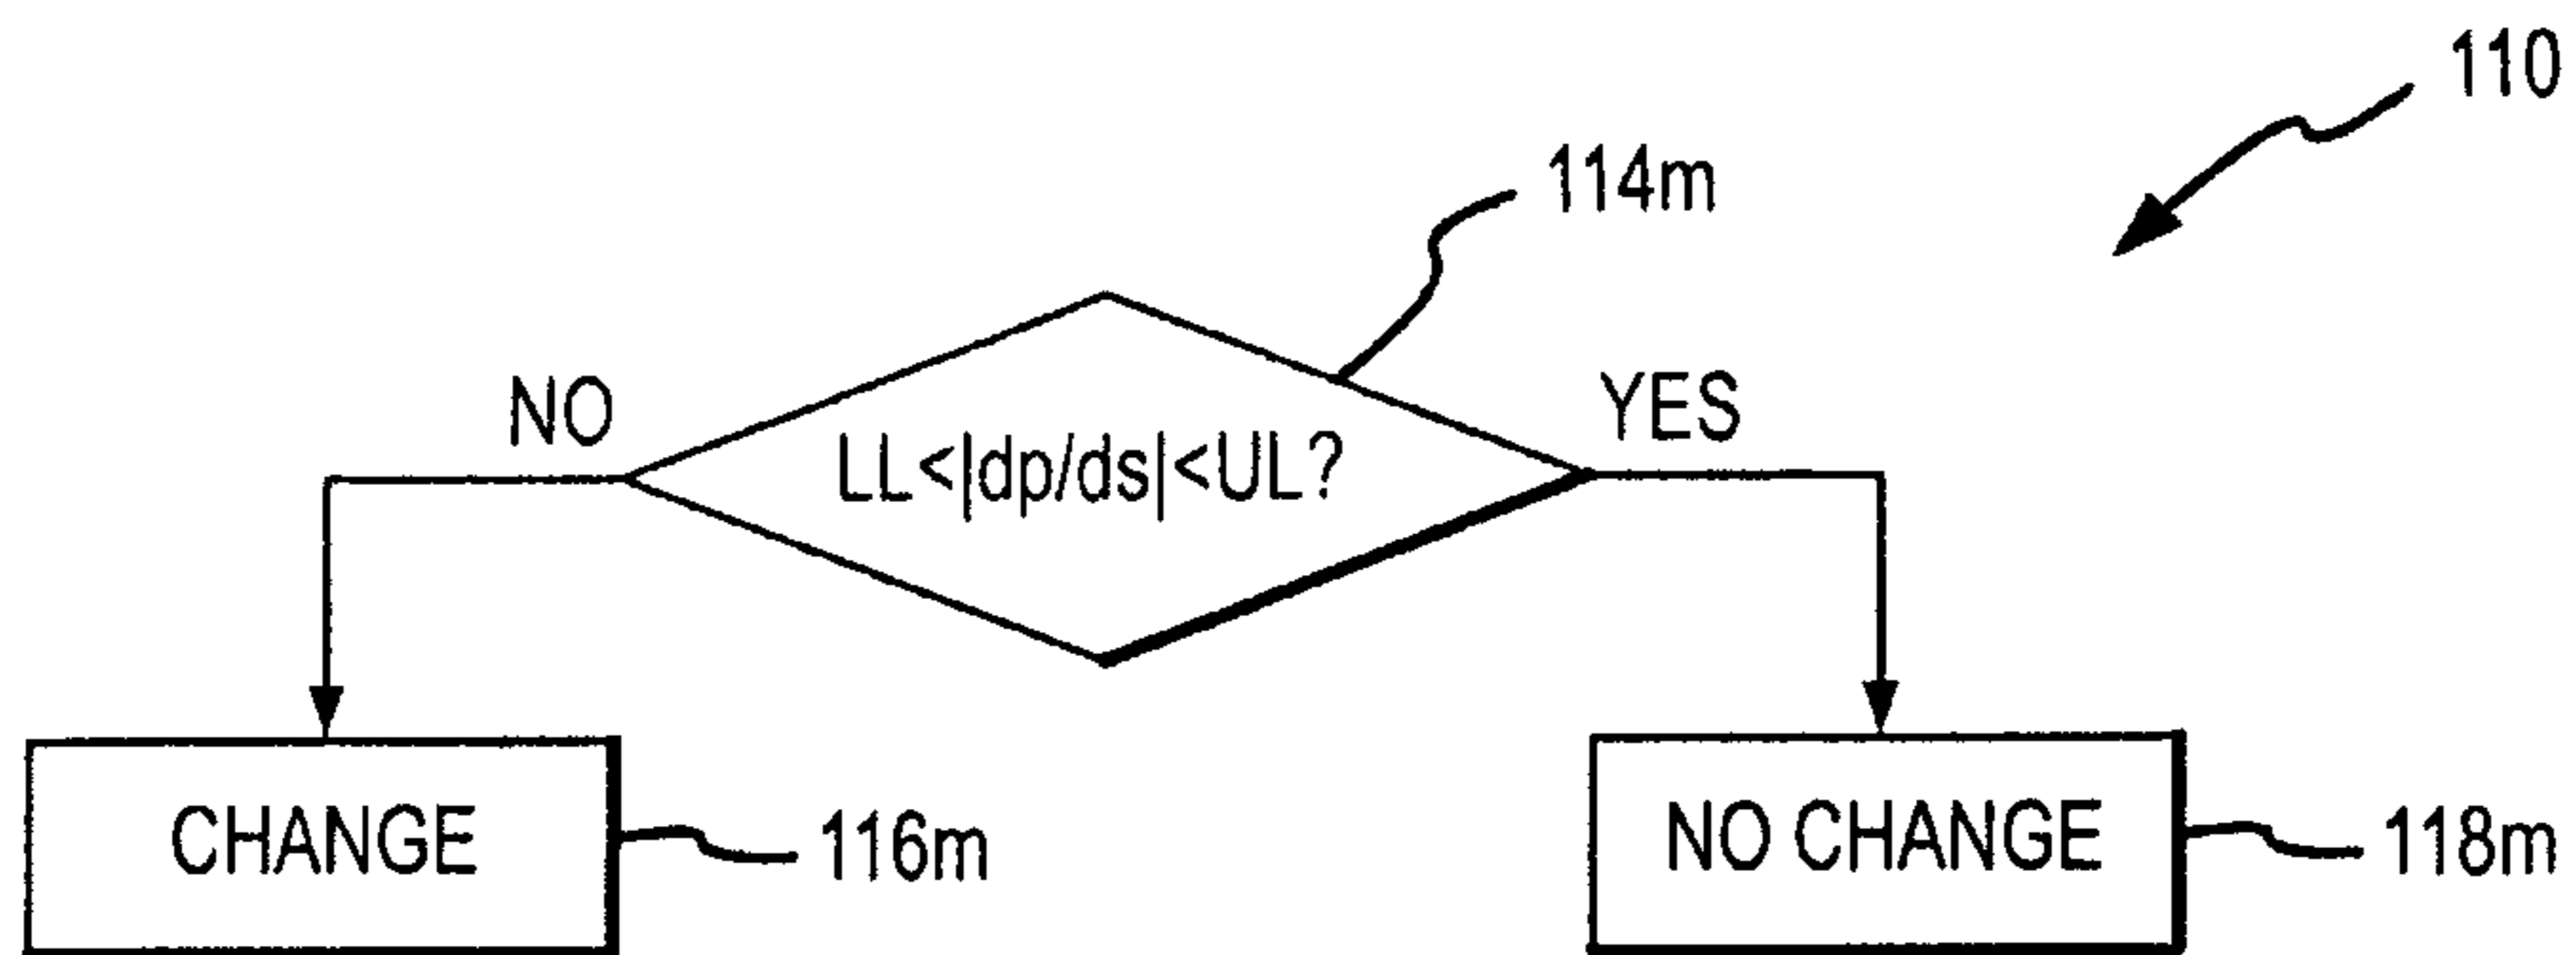 110
114m
NO
YES
LL<|dp/ds|<UL?
CHANGE
116m
NO CHANGE
118m